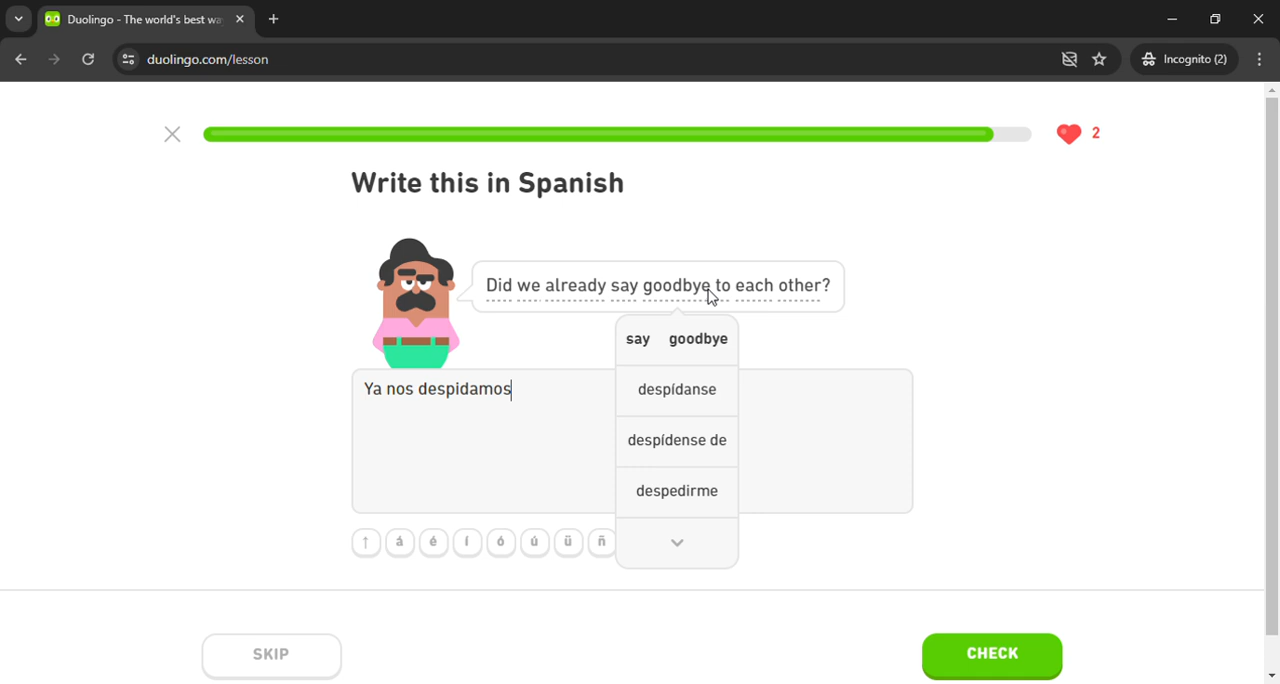 Duolingo - The world's best wa
duolingo.com/lesson
Incognito (2)
2
Write this in Spanish
Did we already say goodbye to each other?
say goodbye
Ya nos despidamos
despídanse
despídense de
despedirme
↑ á é í ó ú ü ñ
SKIP
CHECK